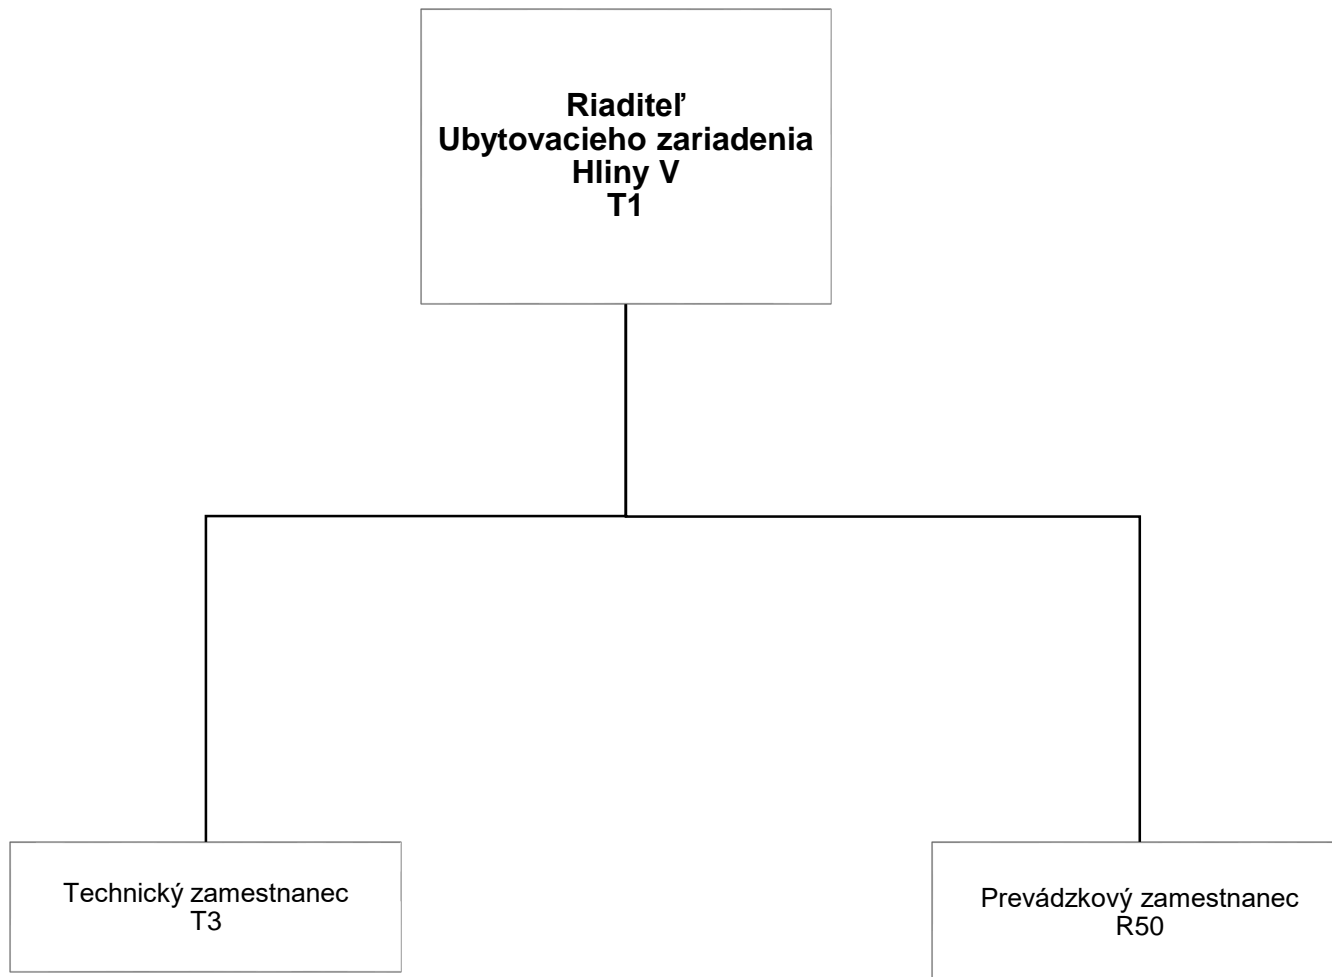 Riaditeľ
Ubytovacieho zariadenia
Hliny V
T1
Technický zamestnanec
T3
Prevádzkový zamestnanec
R50